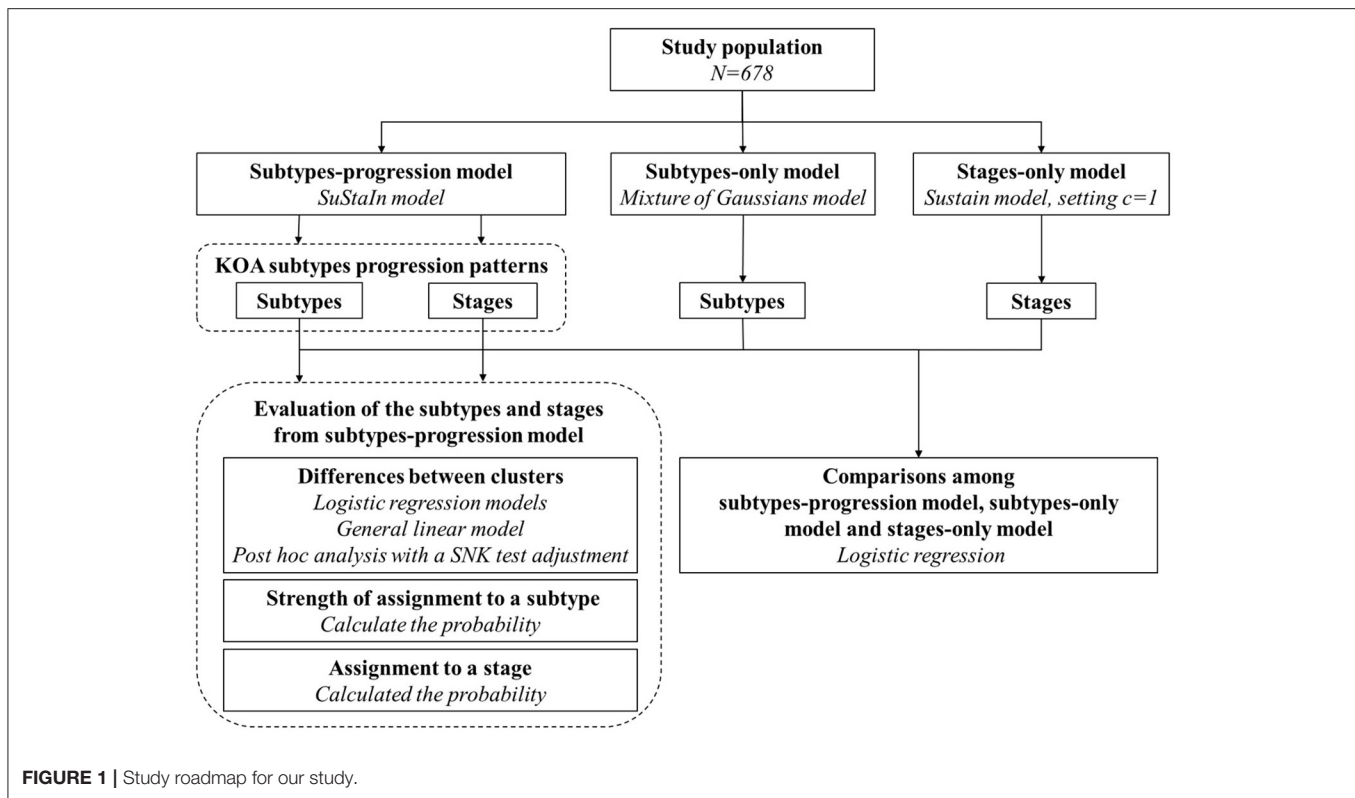 Study population
N=678
Subtypes-progression model
SuStaIn model
Subtypes-only model
Mixture of Gaussians model
Stages-only model
Sustain model, setting c=1
KOA subtypes progression patterns
Subtypes
Stages
Subtypes
Stages
Evaluation of the subtypes and stages
from subtypes-progression model
Differences between clusters
Logistic regression models
General linear model
Post hoc analysis with a SNK test adjustment
Strength of assignment to a subtype
Calculate the probability
Assignment to a stage
Calculated the probability
Comparisons among
subtypes-progression model, subtypes-only
model and stages-only model
Logistic regression
FIGURE 1 | Study roadmap for our study.